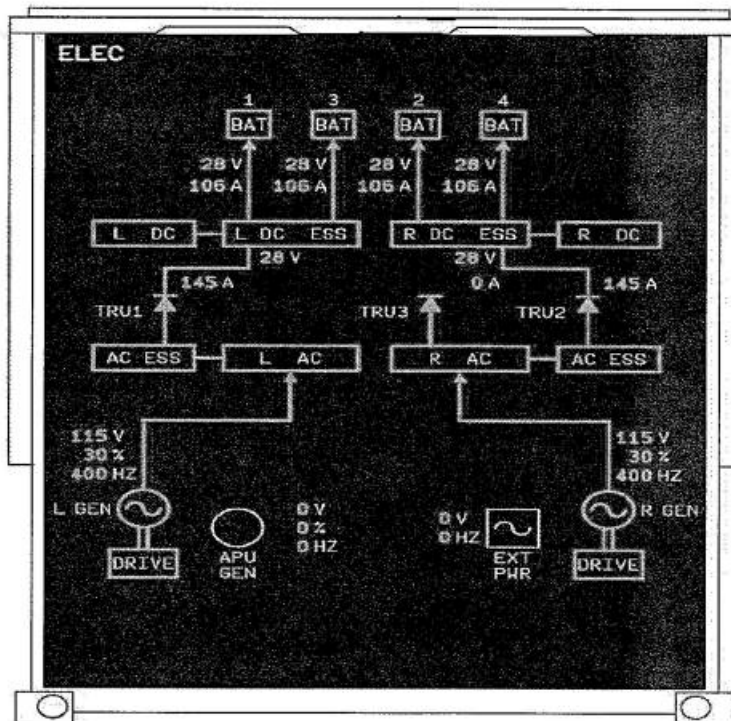 ELEC
1 3 2 4
BAT BAT BAT BAT
28 V 28 V 28 V 28 V
106 A 106 A 106 A 106 A
L DC L DC ESS R DC ESS R DC
28 V 28 V
145 A 0 A 145 A
TRU1 TRU3 TRU2
AC ESS L AC R AC AC ESS
115 V 115 V
30 % 30 %
400 HZ 400 HZ
L GEN 0 V 0 V R GEN
0 % 0 HZ
0 HZ
DRIVE APU EXT DRIVE
GEN PWR